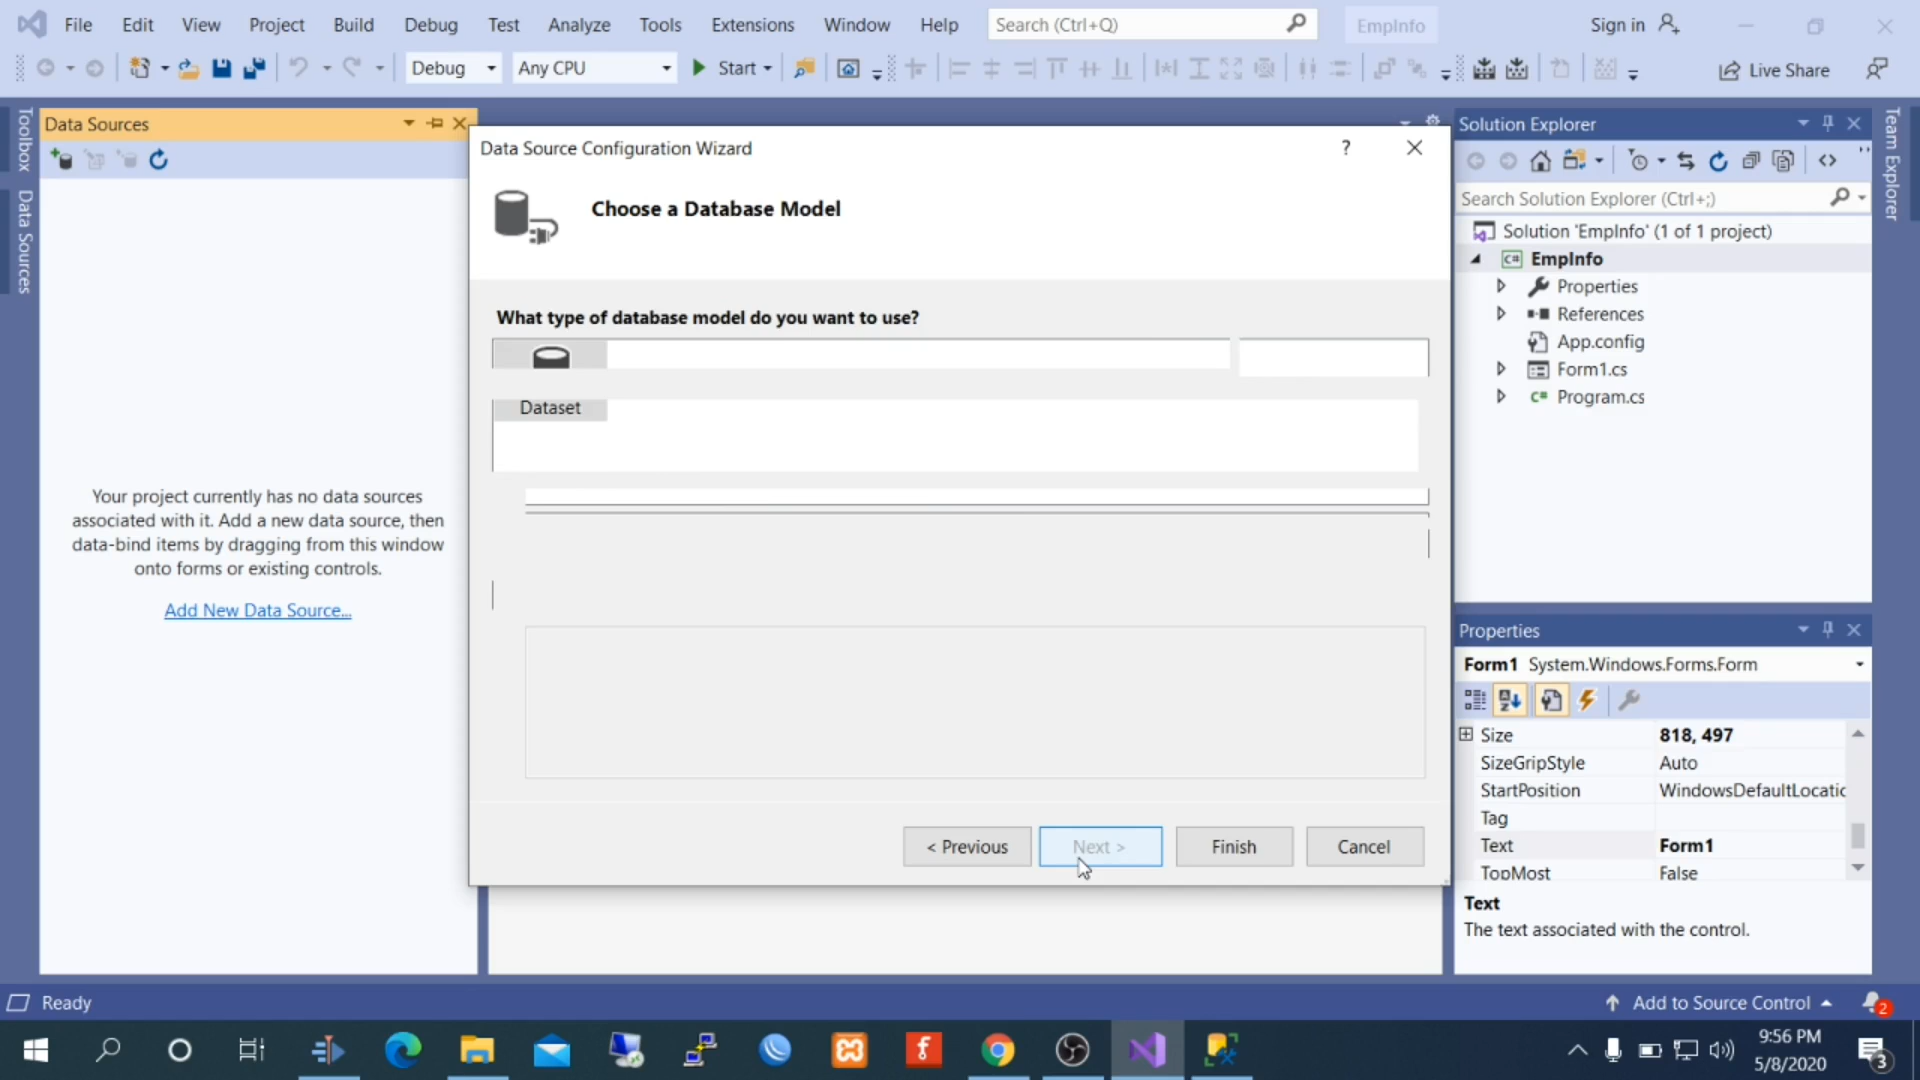 File Edit View Project Build Debug Test Analyze Tools Extensions Window Help Search (Ctrl+Q) EmpInfo Sign in
Debug Any CPU Start Live Share
Toolbox
Data Sources
Data Sources
Your project currently has no data sources
associated with it. Add a new data source, then
data-bind items by dragging from this window
onto forms or existing controls.
Add New Data Source...
Data Source Configuration Wizard ?
Choose a Database Model
What type of database model do you want to use?
Dataset
< Previous Next > Finish Cancel
Solution Explorer
Search Solution Explorer (Ctrl+;)
Solution 'EmpInfo' (1 of 1 project)
C# EmpInfo
Properties
References
App.config
Form1.cs
C# Program.cs
Team Explorer
Properties
Form1 System.Windows.Forms.Form
Size 818, 497
SizeGripStyle Auto
StartPosition WindowsDefaultLocatic
Tag
Text Form1
TopMost False
Text
The text associated with the control.
Ready Add to Source Control 2
9:56 PM
5/8/2020 3